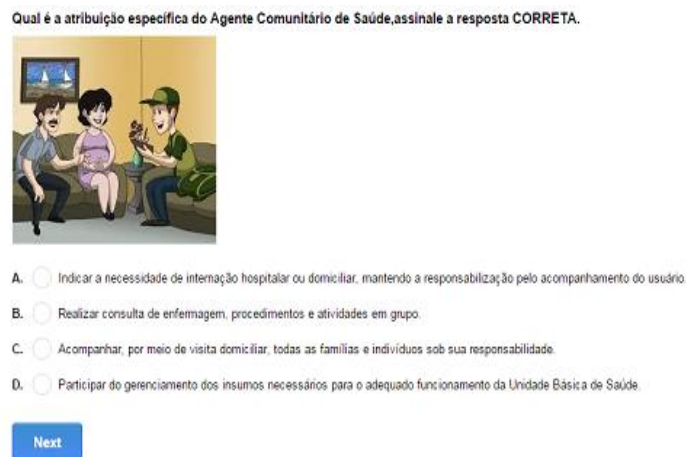 Qual é a atribuição específica do Agente Comunitário de Saúde,assinale a resposta CORRETA.
A. Indicar a necessidade de internação hospitalar ou domiciliar, mantendo a responsabilização pelo acompanhamento do usuário
B. Realizar consulta de enfermagem, procedimentos e atividades em grupo.
C. Acompanhar, por meio de visita domiciliar, todas as famílias e indivíduos sob sua responsabilidade.
D. Participar do gerenciamento dos insumos necessários para o adequado funcionamento da Unidade Básica de Saúde.
Next